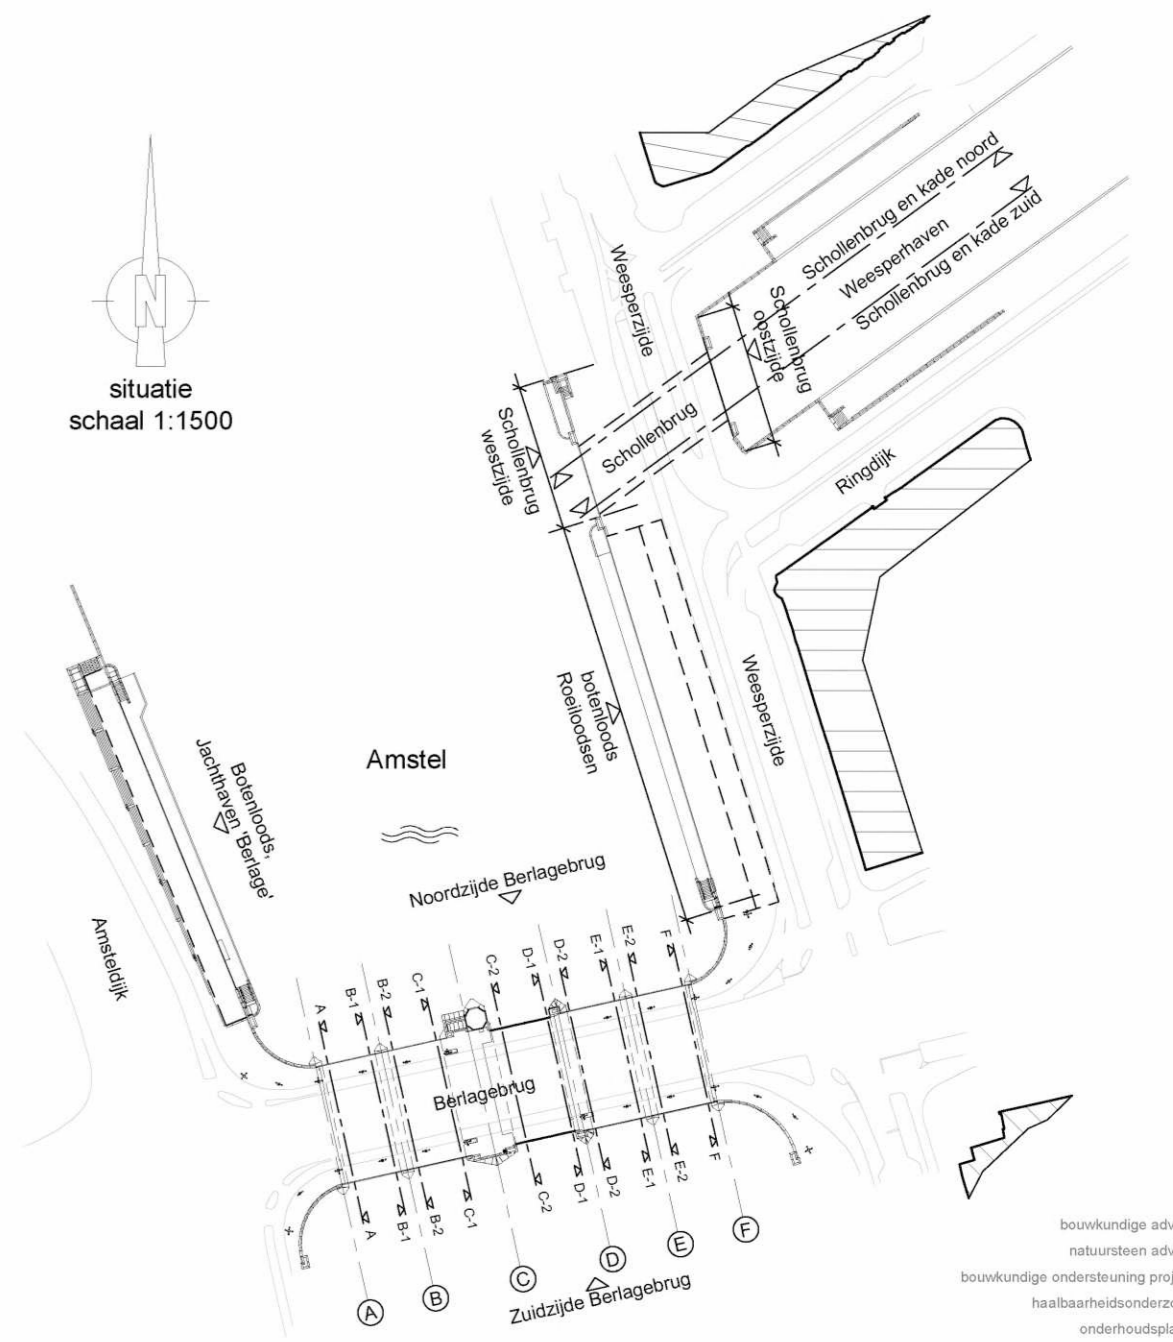 N
situatie
schaal 1:1500
Weesperzijde
Schollenbrug en kade noord
Weesperhaven
Schollenbrug en kade zuid
Schollenbrug
oostzijde
Schollenbrug
westzijde
Schollenbrug
Ringdijk
botenloods
Roeiloodsen
Weesperzijde
Botenloods,
Jachthaven 'Berlage'
Amstel
Amsteldijk
Noordzijde Berlagebrug
A
B-1
B-2
C-1
C-2
D-1
D-2
E-1
E-2
F
Berlagebrug
A
B-1
B-2
C-1
C-2
D-1
D-2
E-1
E-2
F
A
B
C
D
E
F
Zuidzijde Berlagebrug
bouwkundige adv
natuursteen adv
bouwkundige ondersteuning proj
haalbaarheidsonderzo
onderhoudspla